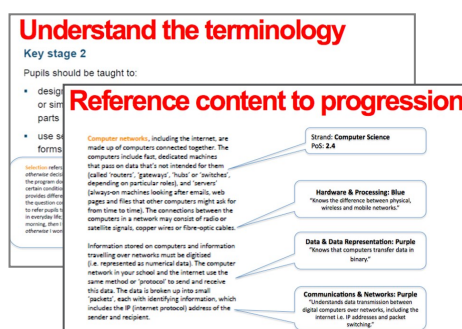 Understand the terminology
Key stage 2
Pupils should be taught to:
• desig
or sim
parts
• use se
forms
Selection refers
otherwise decisi
the program do
certain condition
provides differe
the question co
to refer pupils t
in everyday life.
morning, then I
otherwise I wo
Reference content to progression
Computer networks, including the internet, are
made up of computers connected together. The
computers include fast, dedicated machines
that pass on data that's not intended for them
(called 'routers', 'gateways', 'hubs' or 'switches',
depending on particular roles), and 'servers'
(always-on machines looking after emails, web
pages and files that other computers might ask for
from time to time). The connections between the
computers in a network may consist of radio or
satellite signals, copper wires or fibre-optic cables.
Information stored on computers and information
travelling over networks must be digitised
(i.e. represented as numerical data). The computer
network in your school and the internet use the
same method or 'protocol' to send and receive
this data. The data is broken up into small
'packets', each with identifying information, which
includes the IP (internet protocol) address of the
sender and recipient.
Strand: Computer Science
PoS: 2.4
Hardware & Processing: Blue
"Knows the difference between physical,
wireless and mobile networks."
Data & Data Representation: Purple
"Knows that computers transfer data in
binary."
Communications & Networks: Purple
"Understands data transmission between
digital computers over networks, including the
internet i.e. IP addresses and packet
switching."